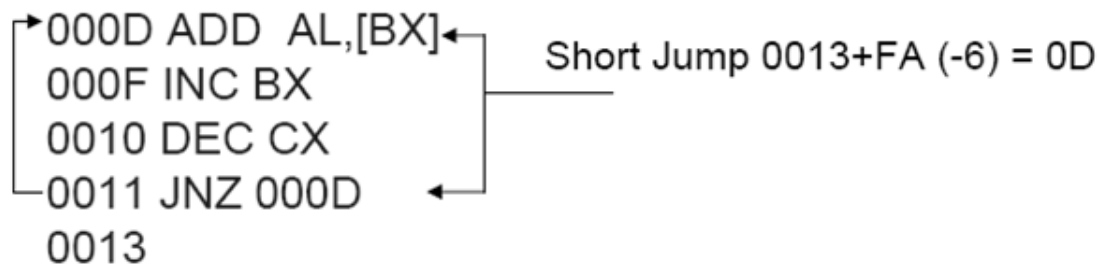 000D ADD AL,[BX]
Short Jump 0013+FA (-6) = 0D
000F INC BX
0010 DEC CX
0011 JNZ 000D
0013